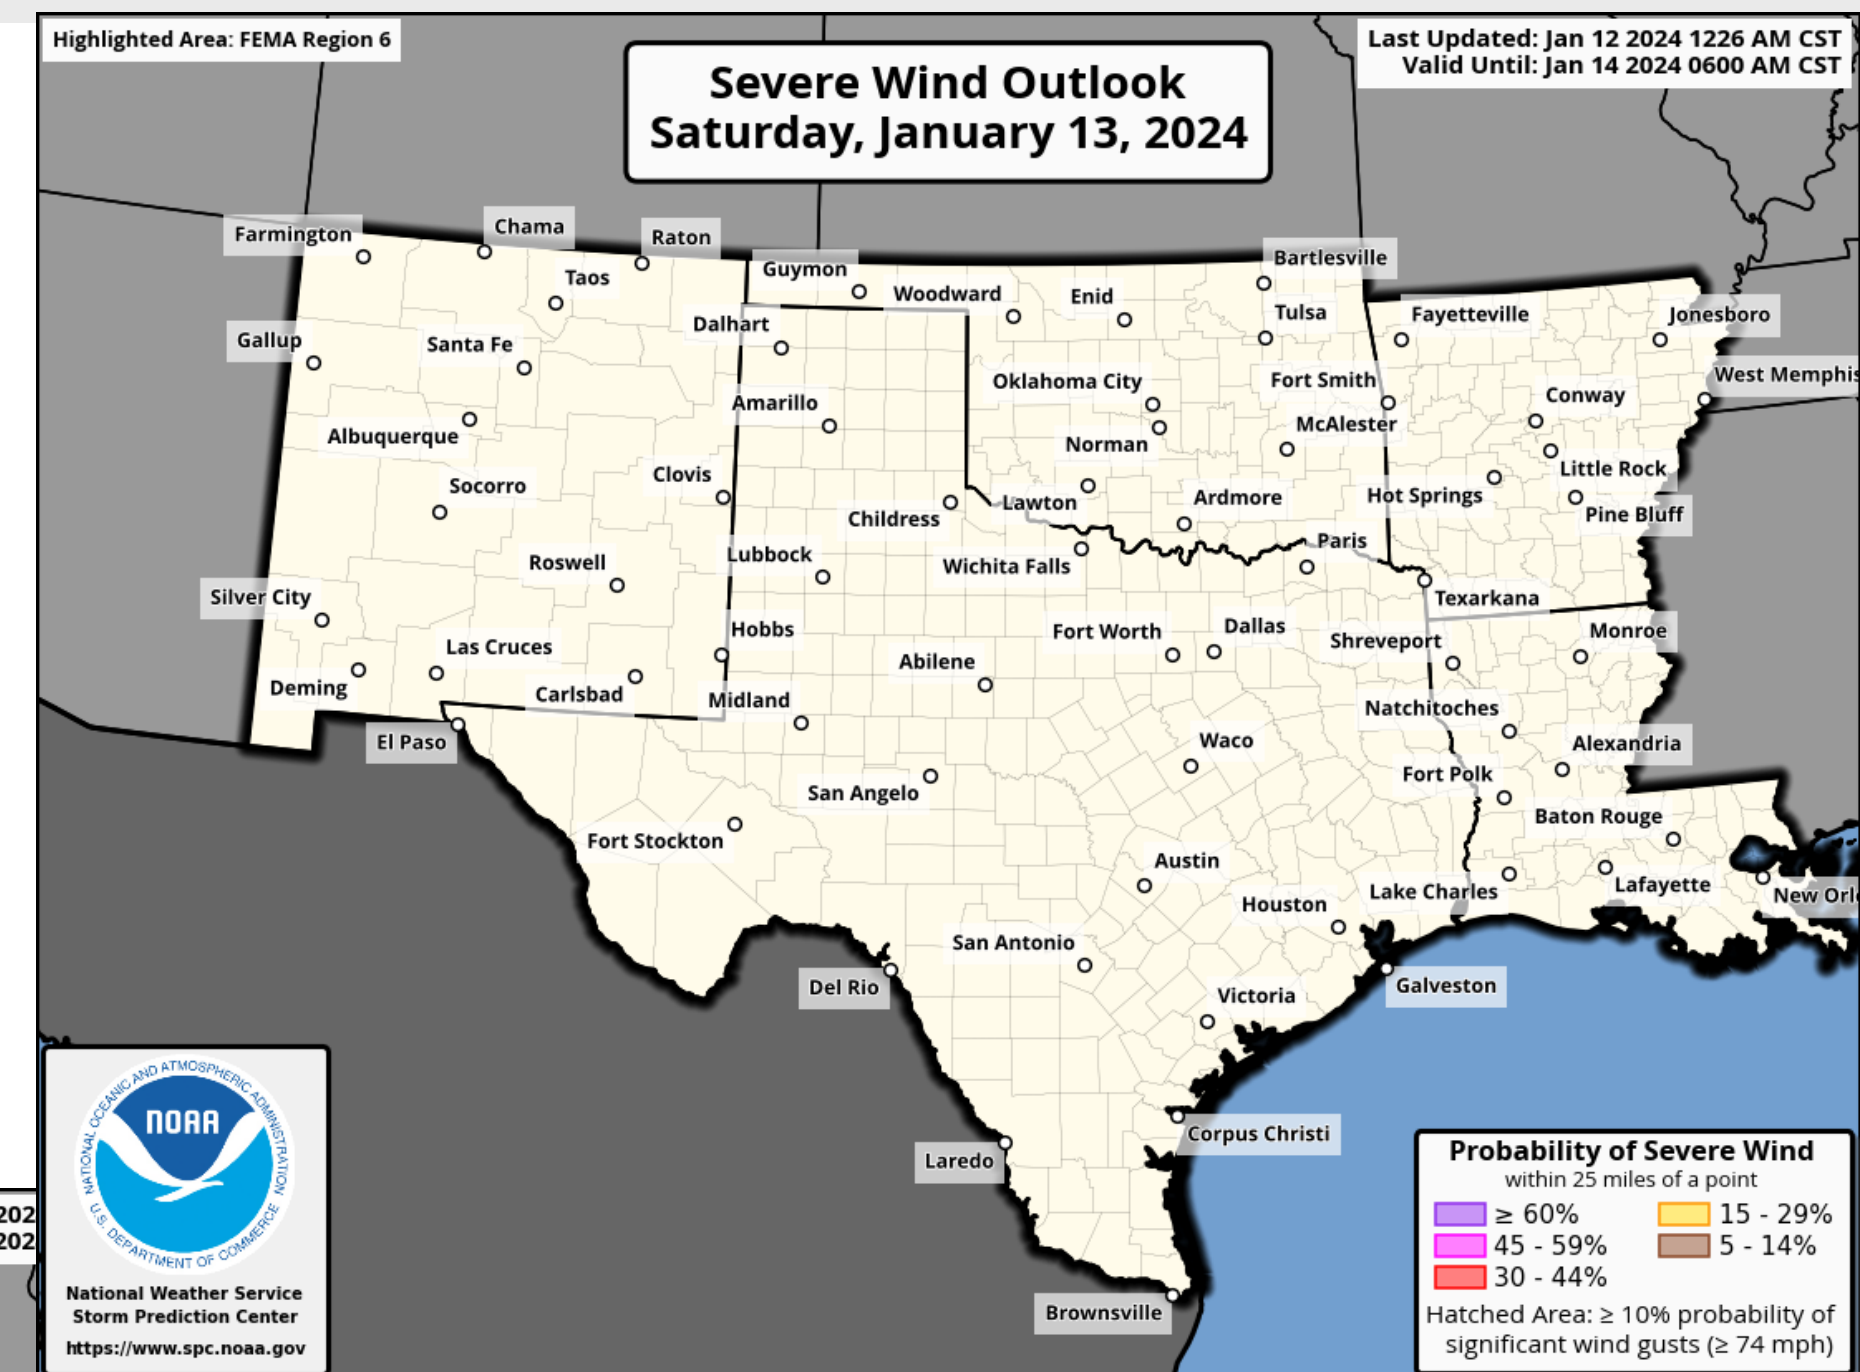 Highlighted Area: FEMA Region 6
Last Updated: Jan 12 2024 1226 AM CST
Valid Until: Jan 14 2024 0600 AM CST
Severe Wind Outlook
Saturday, January 13, 2024
Farmington
Chama
Raton
Taos
Guymon
Woodward
Enid
Bartlesville
Tulsa
Fayetteville
Jonesboro
Gallup
Santa Fe
Dalhart
Oklahoma City
Fort Smith
West Memphis
Amarillo
Conway
Albuquerque
Norman
McAlester
Little Rock
Socorro
Clovis
Childress
Lawton
Ardmore
Hot Springs
Pine Bluff
Paris
Roswell
Lubbock
Wichita Falls
Silver City
Texarkana
Hobbs
Las Cruces
Fort Worth
Dallas
Shreveport
Monroe
Abilene
Deming
Carlsbad
Midland
Natchitoches
El Paso
Waco
Alexandria
San Angelo
Fort Polk
Baton Rouge
Fort Stockton
Austin
Lake Charles
Lafayette
New Orl
Houston
San Antonio
Del Rio
Victoria
Galveston
Corpus Christi
Laredo
Brownsville
202
202
NATIONAL OCEANIC AND ATMOSPHERIC ADMINISTRATION
NOAA
U.S. DEPARTMENT OF COMMERCE
National Weather Service
Storm Prediction Center
https://www.spc.noaa.gov
Probability of Severe Wind
within 25 miles of a point
≥ 60% 15 - 29%
45 - 59% 5 - 14%
30 - 44%
Hatched Area: ≥ 10% probability of
significant wind gusts (≥ 74 mph)